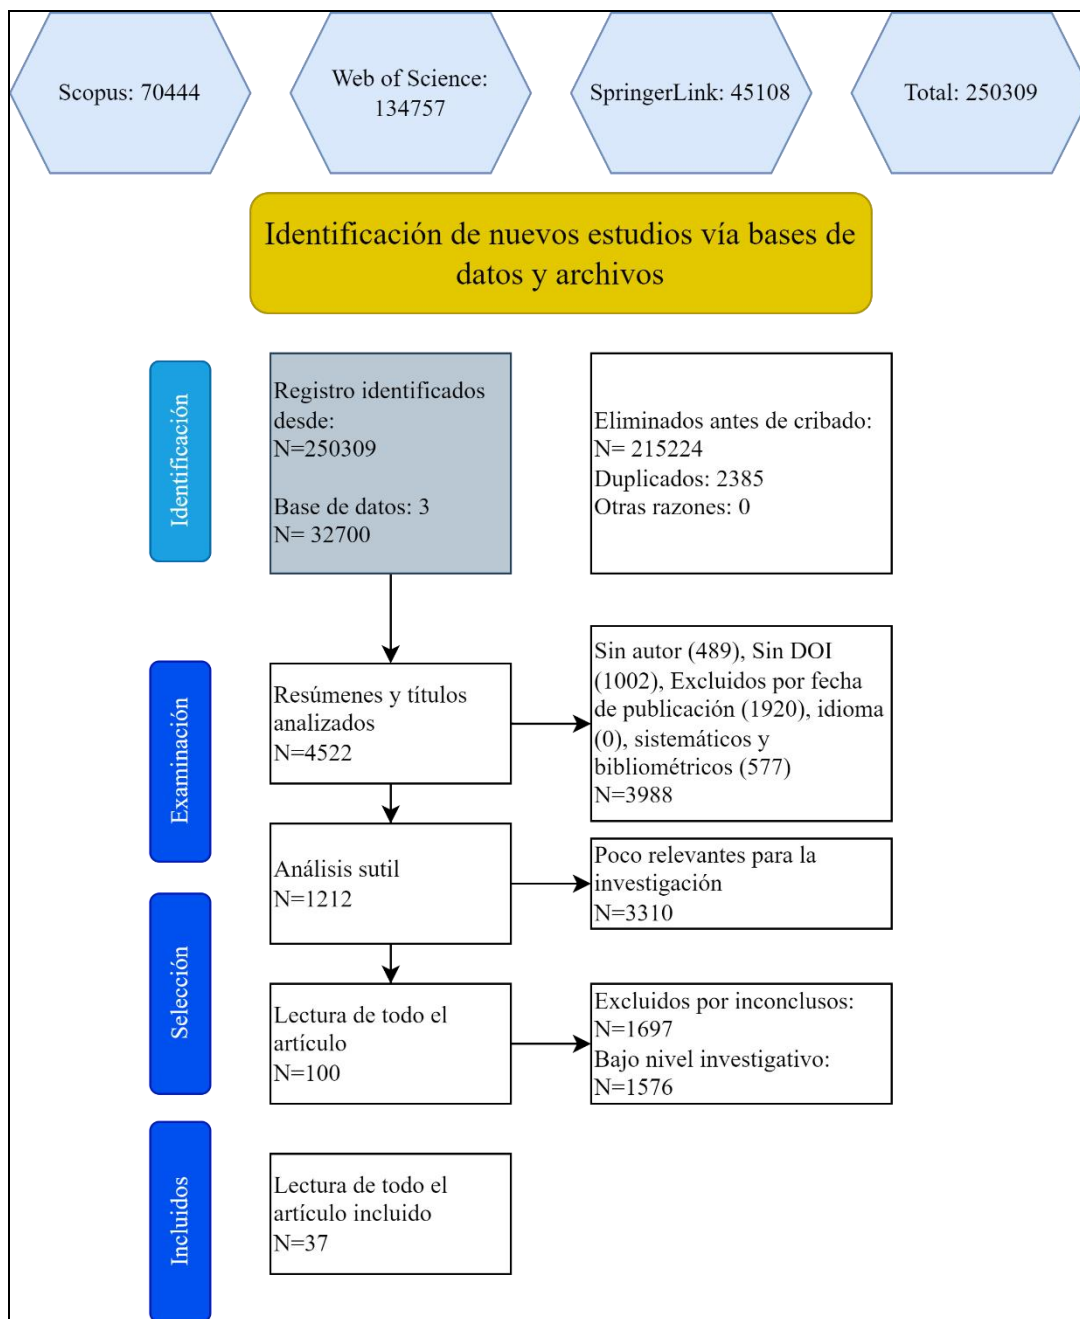 Scopus: 70444
Web of Science:
134757
SpringerLink: 45108
Total: 250309
Identificación de nuevos estudios vía bases de
datos y archivos
Identificación
Registro identificados
desde:
N=250309
Base de datos: 3
N= 32700
Eliminados antes de cribado:
N= 215224
Duplicados: 2385
Otras razones: 0
Examinación
Resúmenes y títulos
analizados
N=4522
Sin autor (489), Sin DOI
(1002), Excluidos por fecha
de publicación (1920), idioma
(0), sistemáticos y
bibliométricos (577)
N=3988
Análisis sutil
N=1212
Poco relevantes para la
investigación
N=3310
Selección
Lectura de todo el
artículo
N=100
Excluidos por inconclusos:
N=1697
Bajo nivel investigativo:
N=1576
Incluidos
Lectura de todo el
artículo incluido
N=37